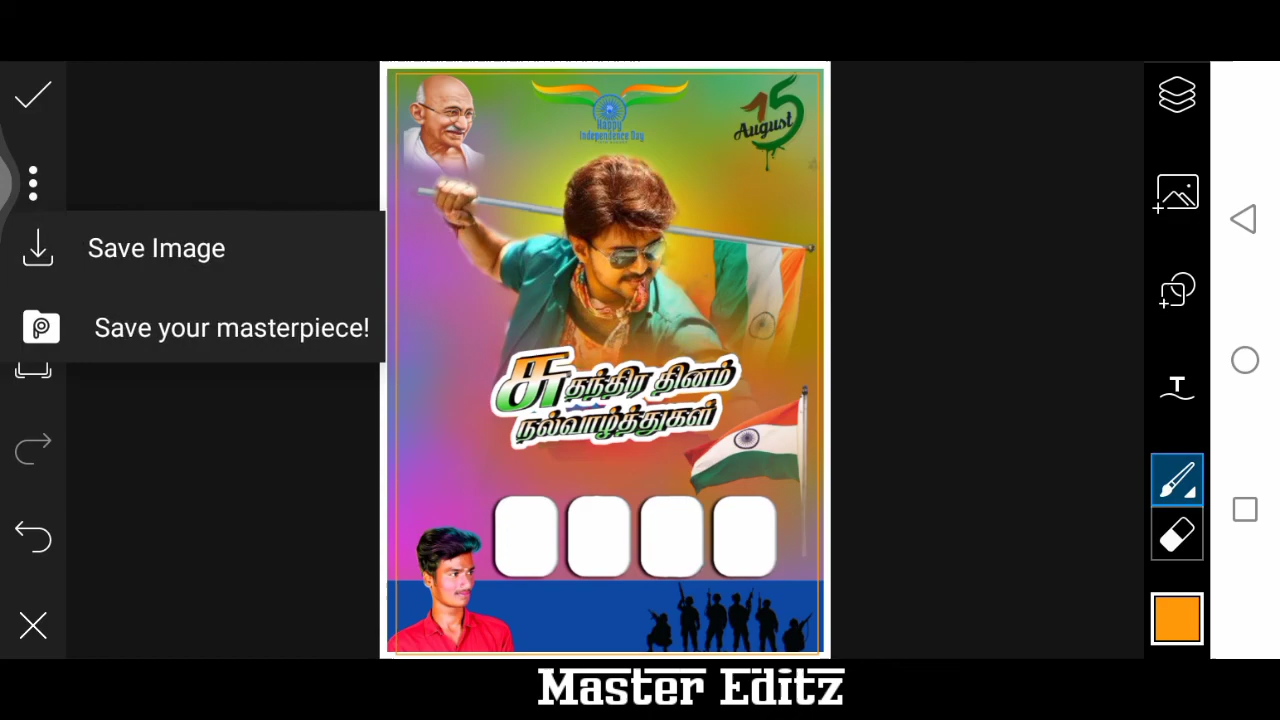 Happy
Independence Day
15
August
Save Image
Save your masterpiece!
சுதந்திர தினம்
நல்வாழ்த்துகள்
T
Master Editz